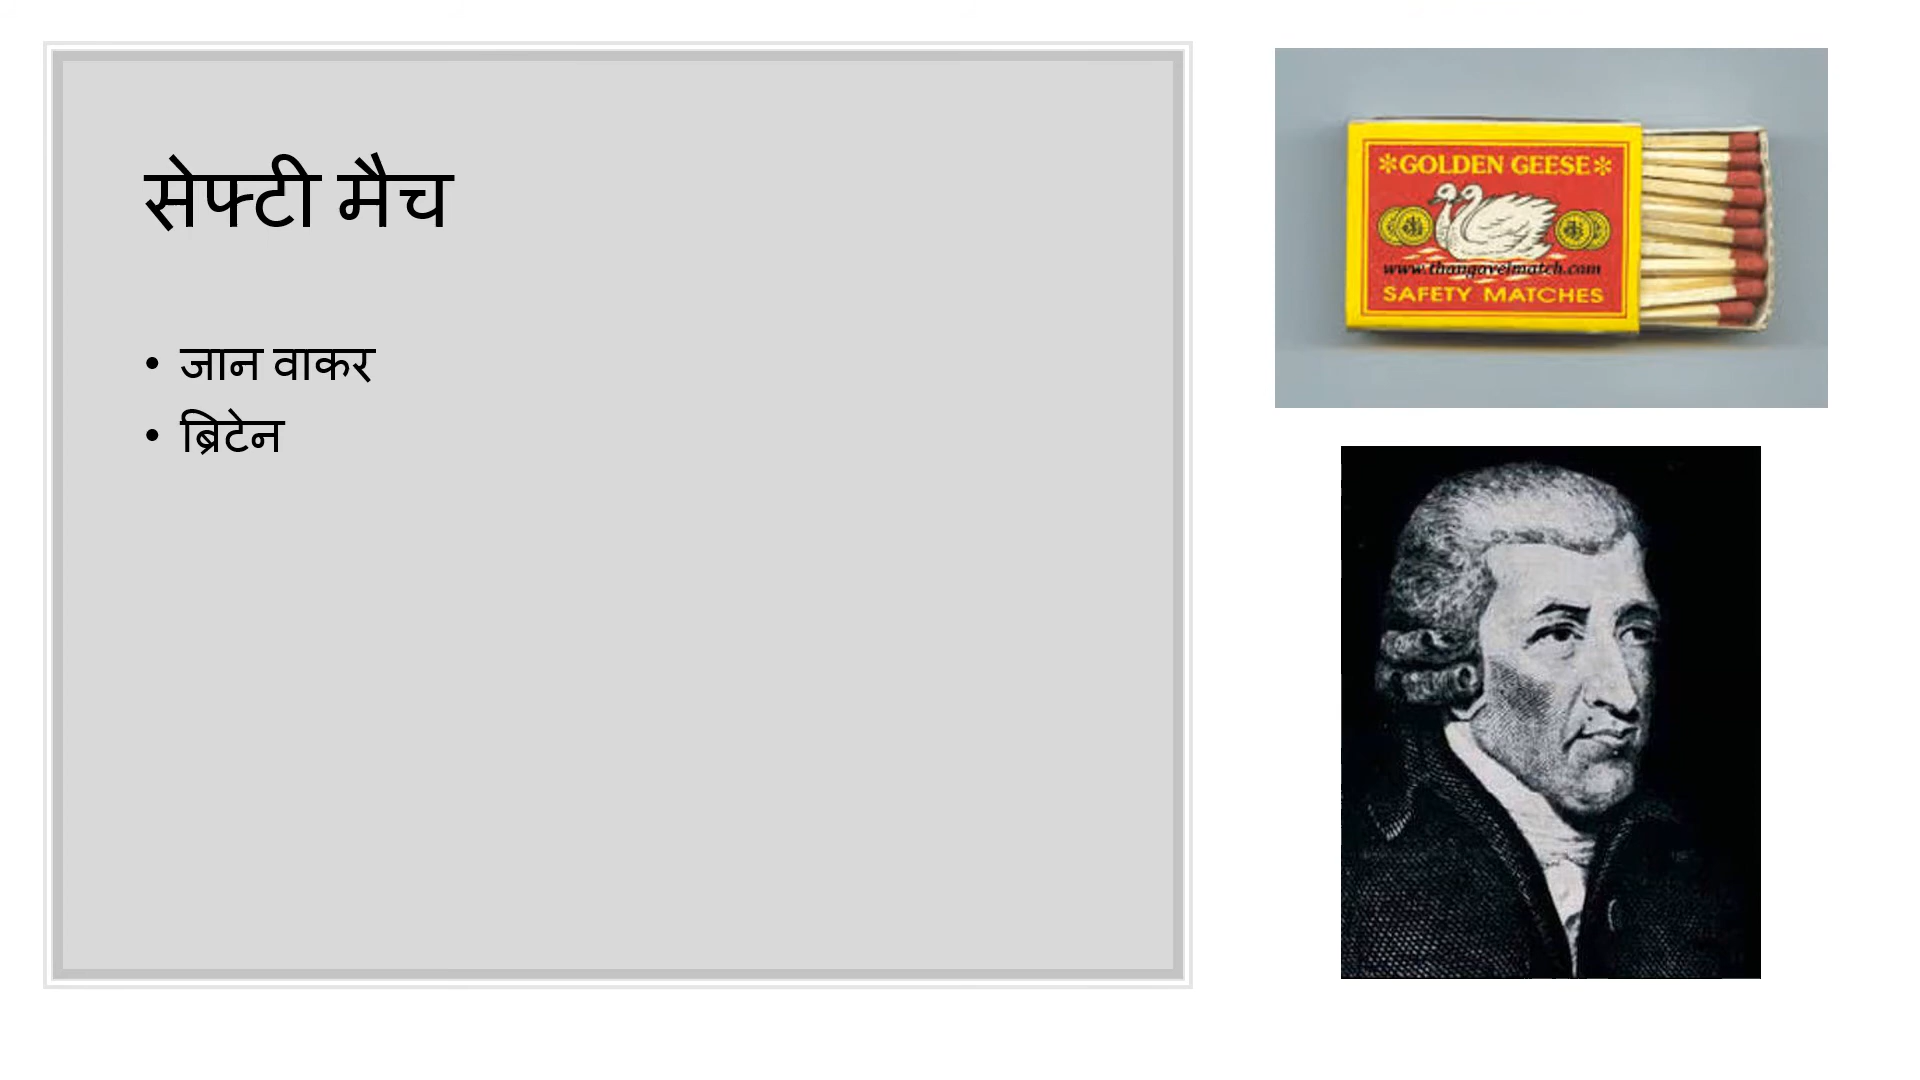 सेफ्टी मैच
• जान वाकर
• ब्रिटेन
GOLDEN GEESE
www.thangavelmatch.com
SAFETY MATCHES